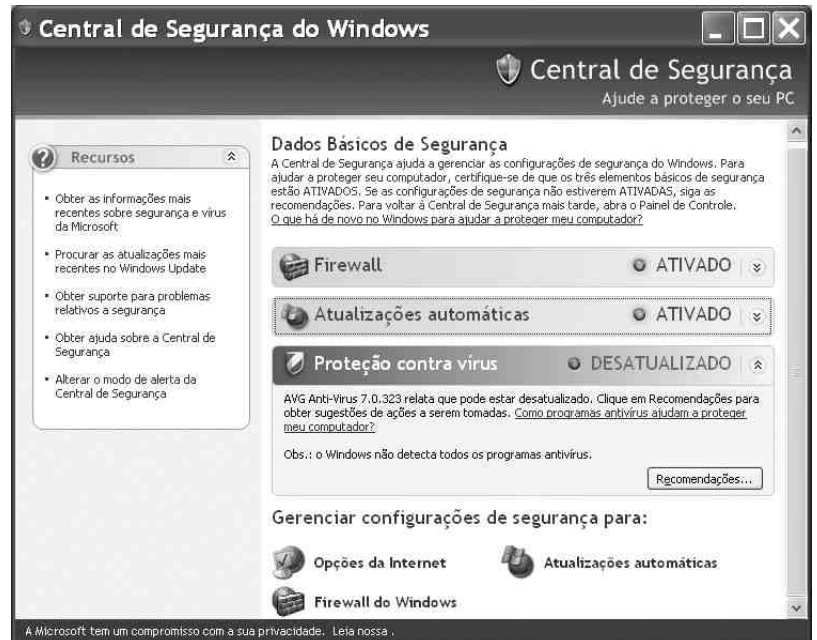 Central de Segurança do Windows
Central de Segurança
Ajude a proteger o seu PC
Recursos
• Obter as informações mais
recentes sobre segurança e vírus
da Microsoft
• Procurar as atualizações mais
recentes no Windows Update
• Obter suporte para problemas
relativos a segurança
• Obter ajuda sobre a Central de
Segurança
• Alterar o modo de alerta da
Central de Segurança
Dados Básicos de Segurança
A Central de Segurança ajuda a gerenciar as configurações de segurança do Windows. Para
ajudar a proteger seu computador, certifique-se de que os três elementos básicos de segurança
estão ATIVADOS. Se as configurações de segurança não estiverem ATIVADAS, siga as
recomendações. Para voltar à Central de Segurança mais tarde, abra o Painel de Controle.
O que há de novo no Windows para ajudar a proteger meu computador?
Firewall ATIVADO
Atualizações automáticas ATIVADO
Proteção contra vírus DESATUALIZADO
AVG Anti-Virus 7.0.323 relata que pode estar desatualizado. Clique em Recomendações para
obter sugestões de ações a serem tomadas. Como programas antivírus ajudam a proteger
meu computador?
Obs.: o Windows não detecta todos os programas antivírus.
Recomendações...
Gerenciar configurações de segurança para:
Opções da Internet
Atualizações automáticas
Firewall do Windows
A Microsoft tem um compromisso com a sua privacidade. Leia nossa .